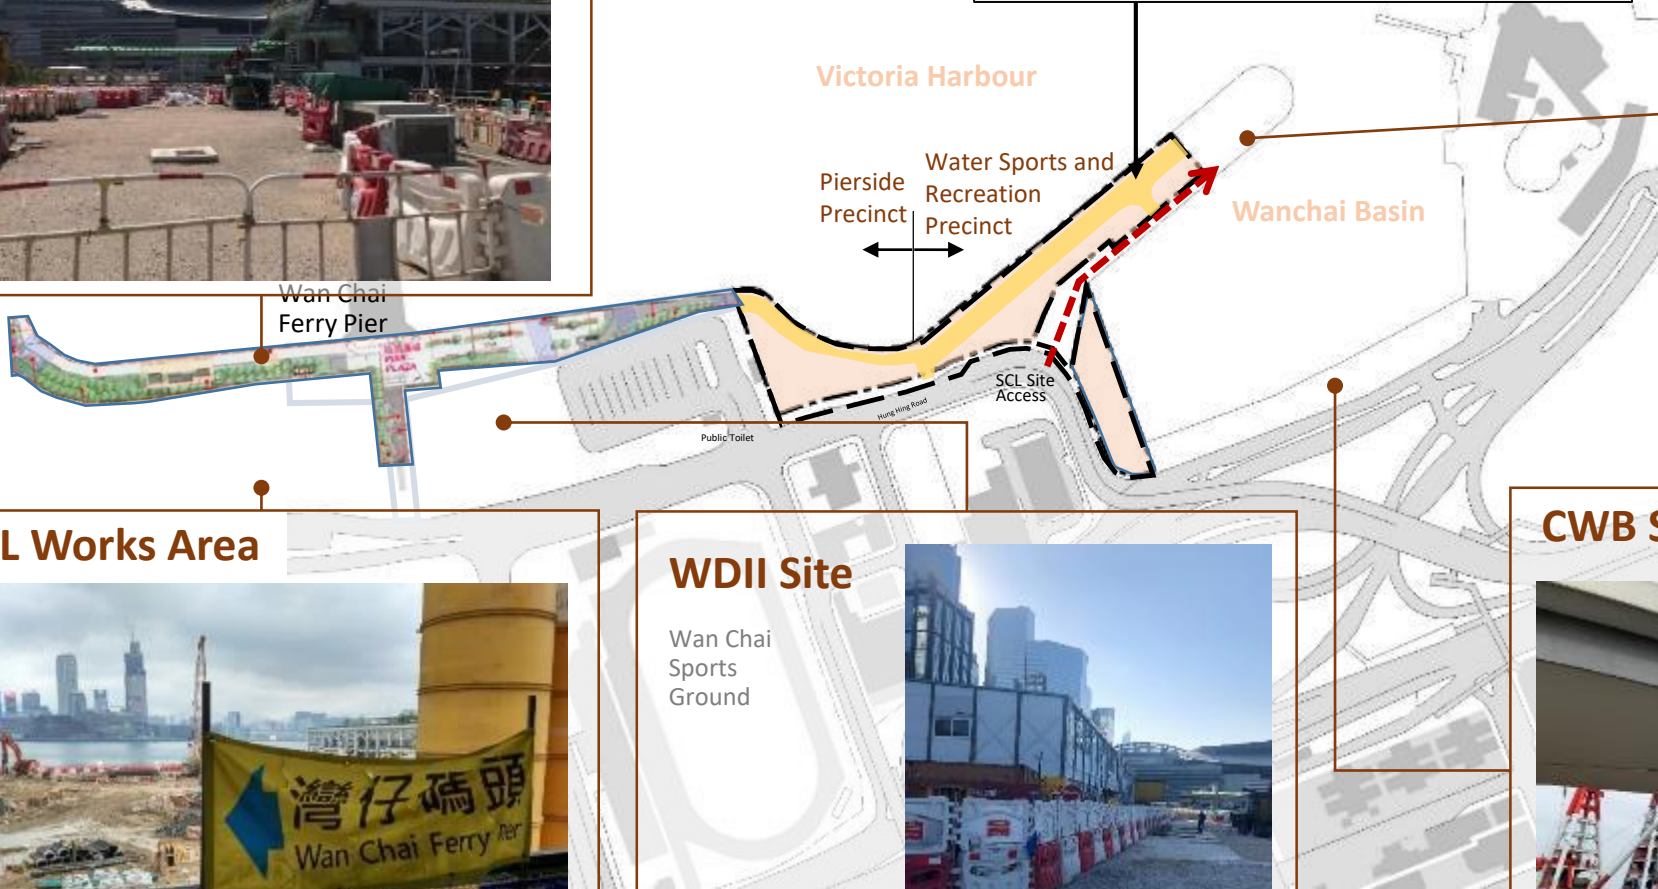 Victoria Harbour
Water Sports and
Recreation
Precinct
Pierside
Precinct
Wanchai Basin
Wan Chai
Ferry Pier
PLAZA
SCL Site
Access
Hung Hing Road
Public Toilet
L Works Area
WDII Site
CWB S
Wan Chai
Sports
Ground
灣仔碼頭
Wan Chai Ferry Pier